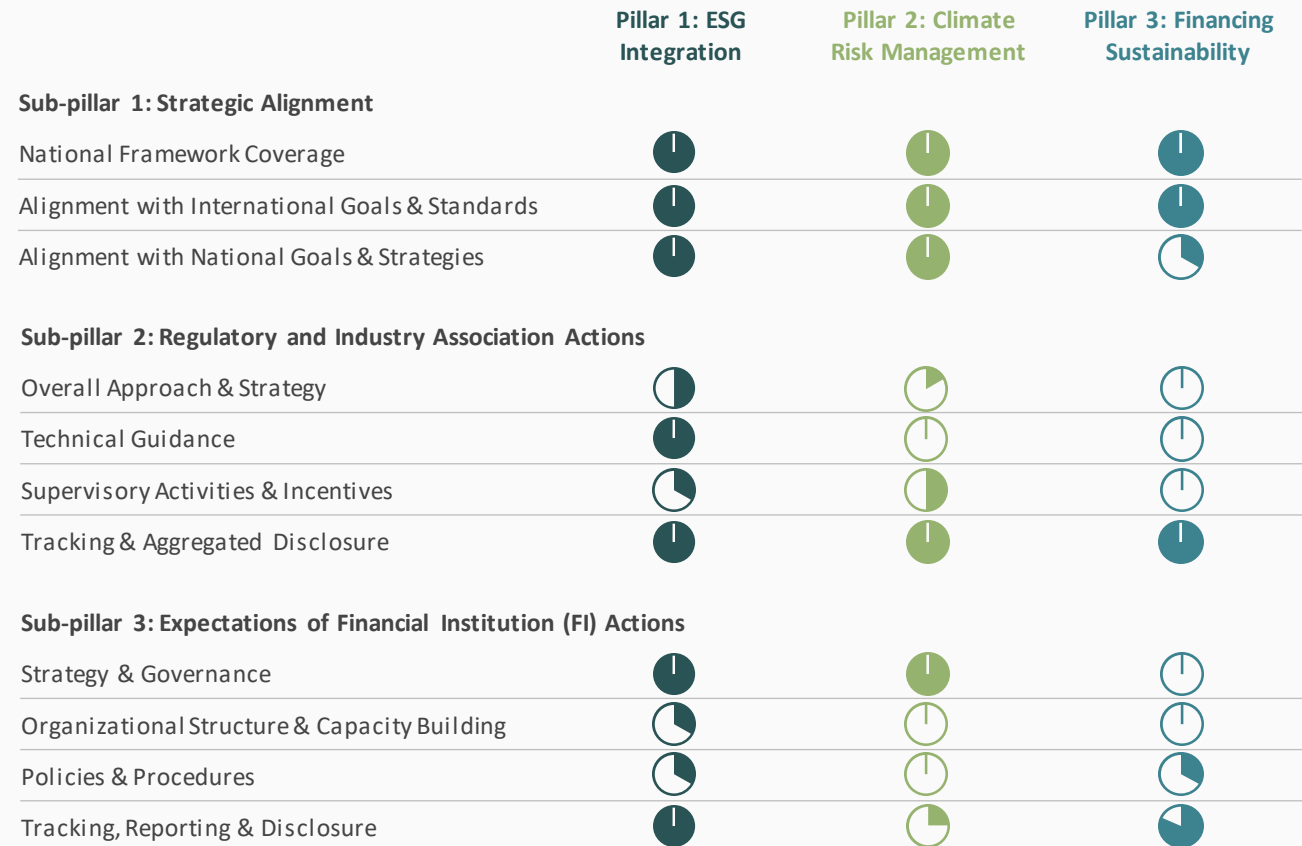 Pillar 1: ESG Integration
Pillar 2: Climate Risk Management
Pillar 3: Financing Sustainability
Sub-pillar 1: Strategic Alignment
National Framework Coverage
Alignment with International Goals & Standards
Alignment with National Goals & Strategies
Sub-pillar 2: Regulatory and Industry Association Actions
Overall Approach & Strategy
Technical Guidance
Supervisory Activities & Incentives
Tracking & Aggregated Disclosure
Sub-pillar 3: Expectations of Financial Institution (FI) Actions
Strategy & Governance
Organizational Structure & Capacity Building
Policies & Procedures
Tracking, Reporting & Disclosure